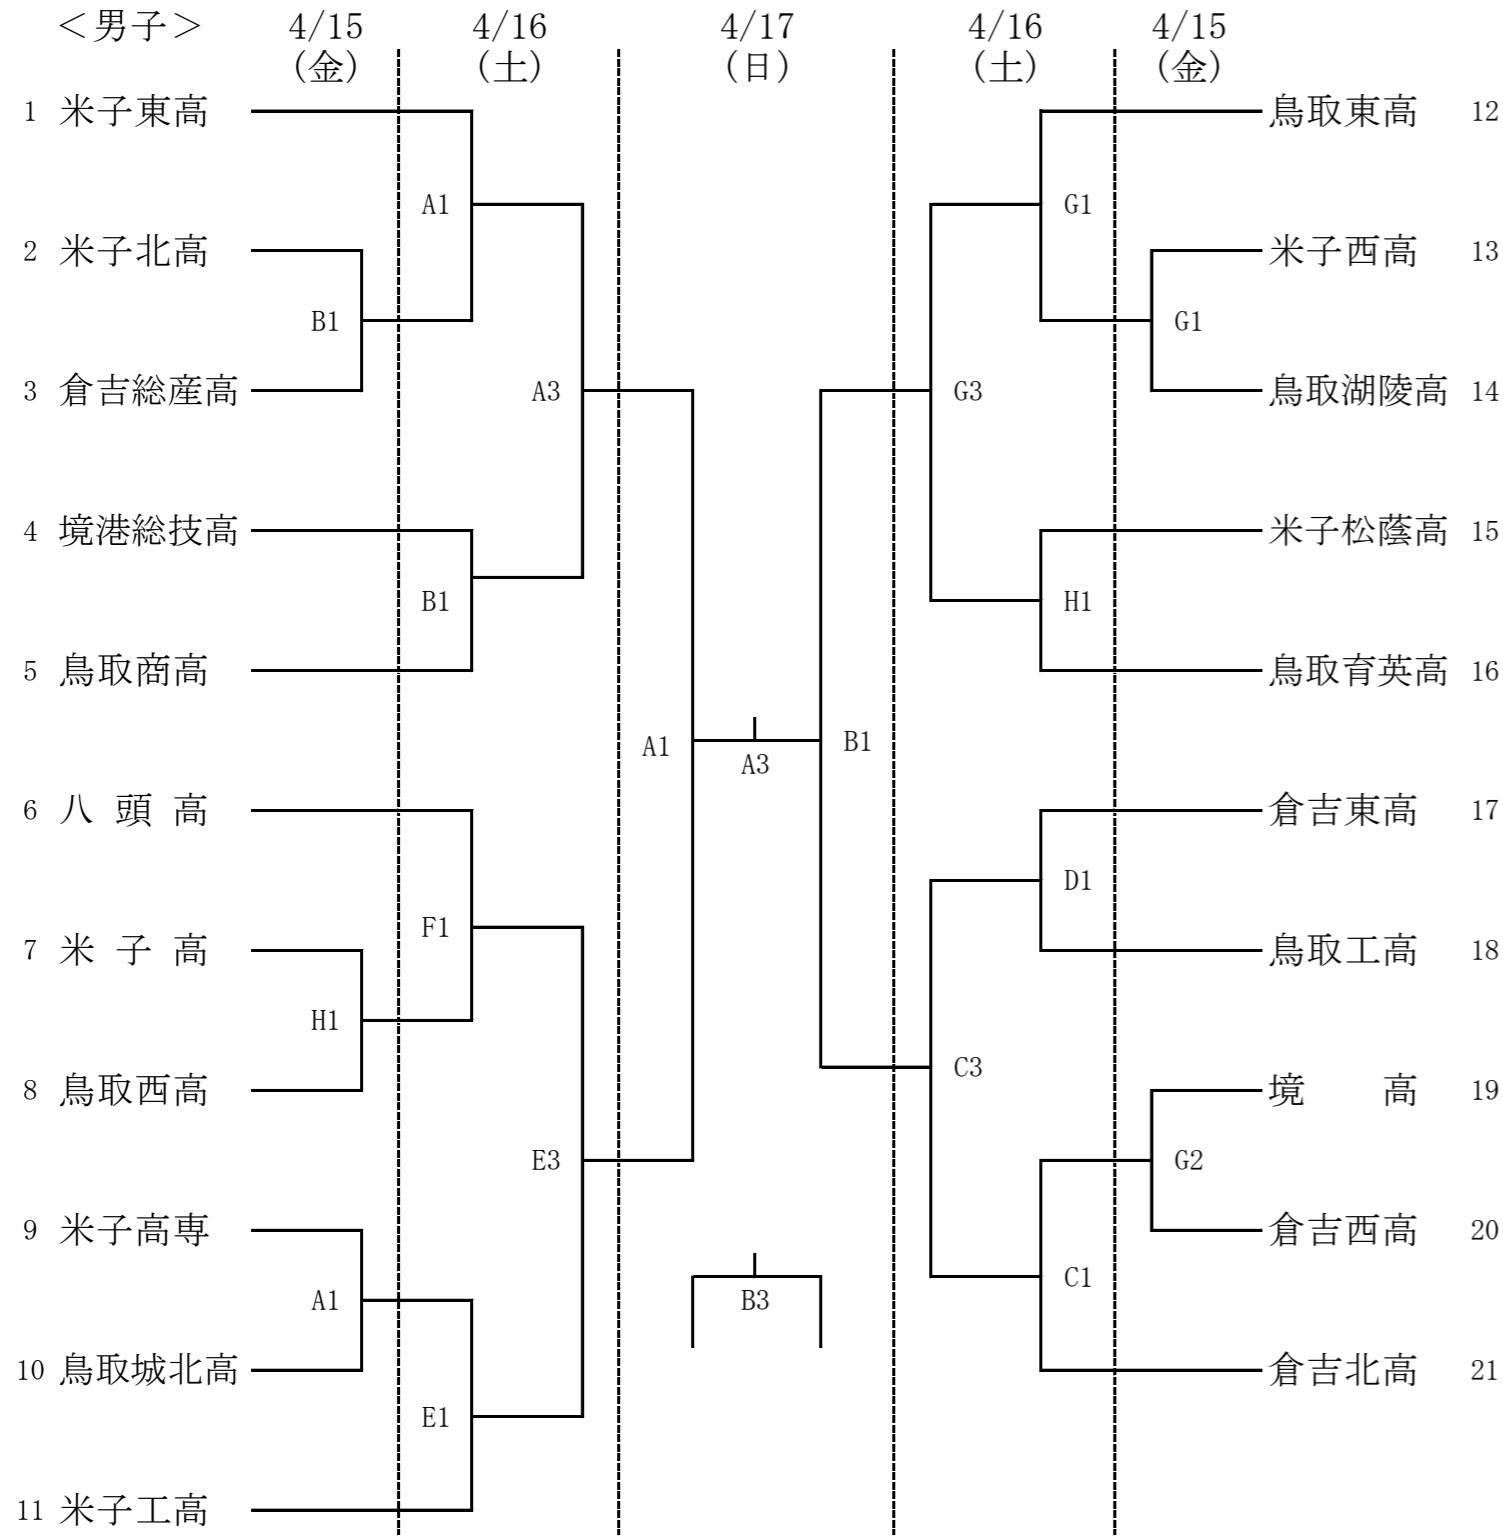 ＜男子＞ 4/15 4/16 4/17 4/16 4/15
(金) (土) (日) (土) (金)
1 米子東高 鳥取東高 12
A1 G1
2 米子北高 米子西高 13
B1 G1
3 倉吉総産高 A3 G3 鳥取湖陵高 14
4 境港総技高 米子松蔭高 15
B1 H1
5 鳥取商高 鳥取育英高 16
A1 A3 B1
6 八頭高 倉吉東高 17
D1
F1
7 米子高 鳥取工高 18
H1
C3
8 鳥取西高 境高 19
E3 G2
9 米子高専 倉吉西高 20
A1 B3 C1
10 鳥取城北高 倉吉北高 21
E1
11 米子工高